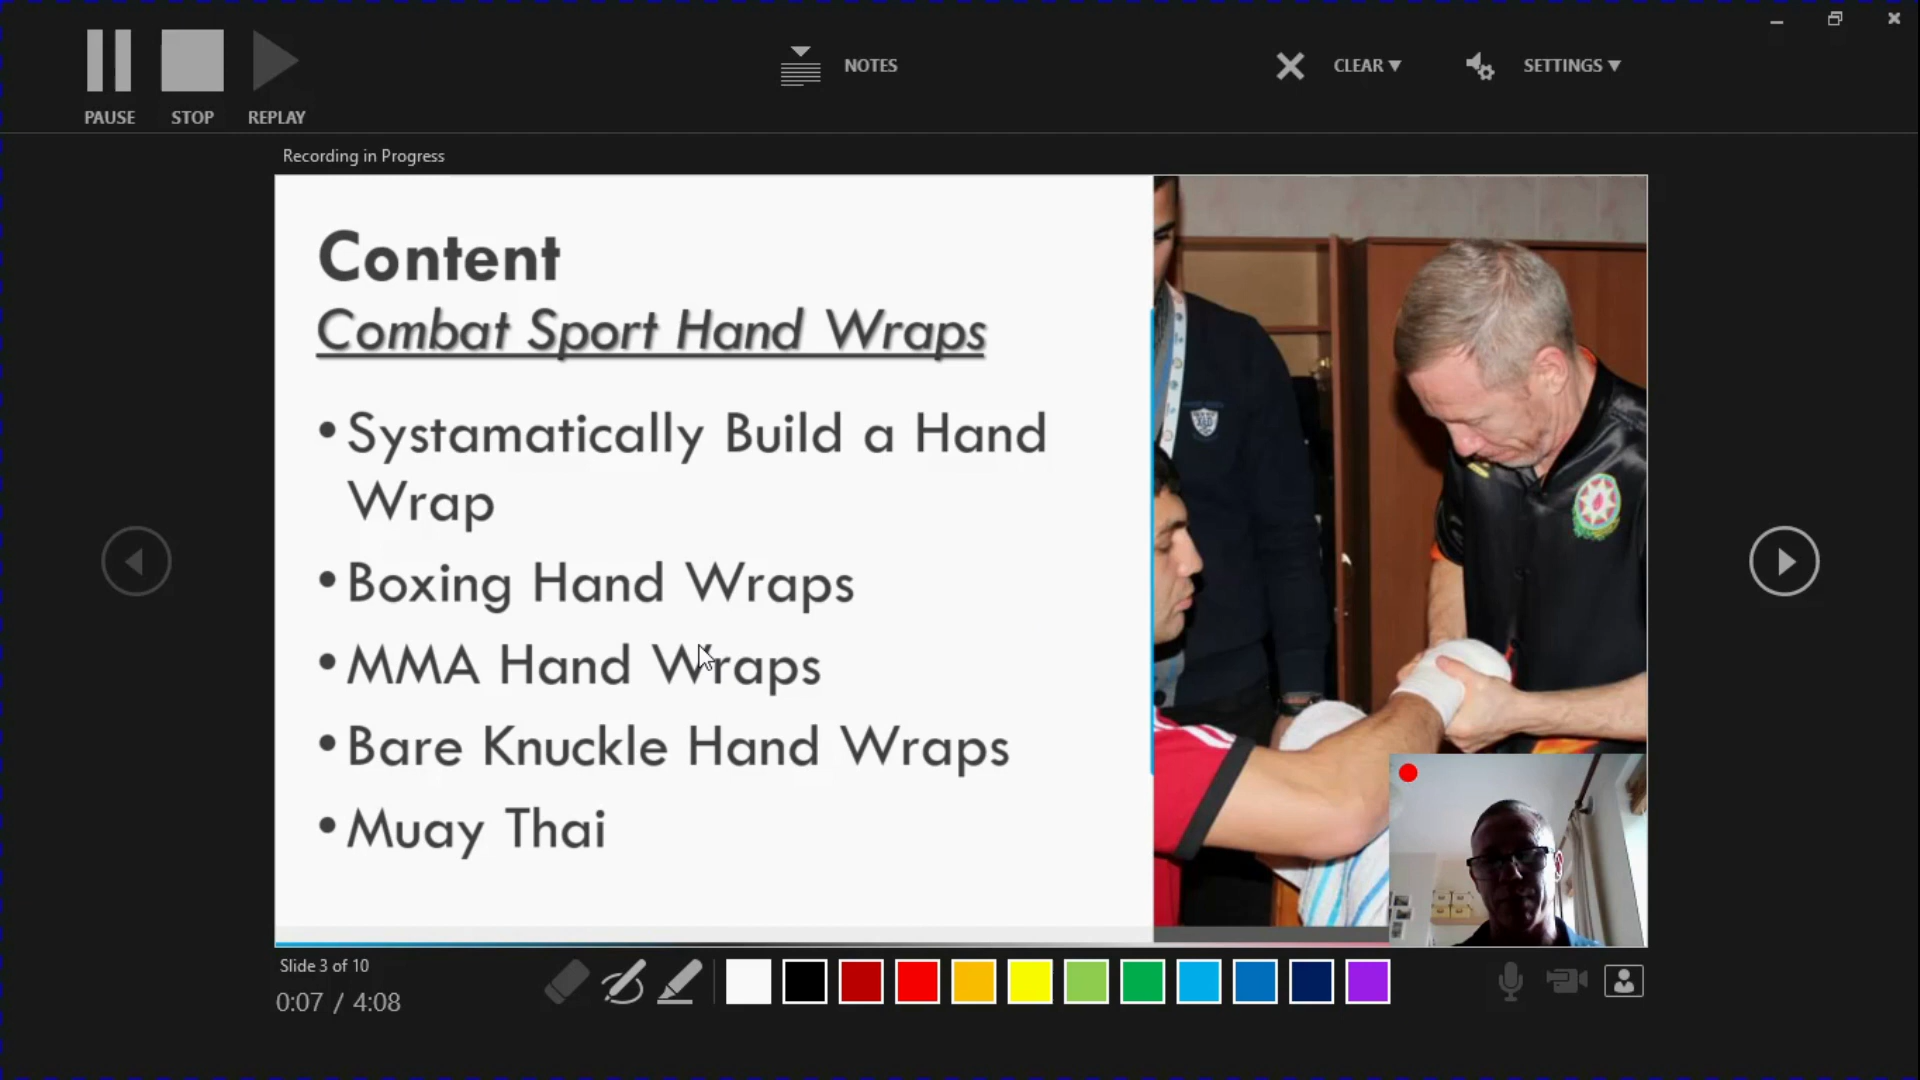 PAUSE
STOP
REPLAY
NOTES
CLEAR
SETTINGS
Recording in Progress
Content
Combat Sport Hand Wraps
•Systamatically Build a Hand
Wrap
•Boxing Hand Wraps
•MMA Hand Wraps
•Bare Knuckle Hand Wraps
•Muay Thai
Slide 3 of 10
0:07 / 4:08